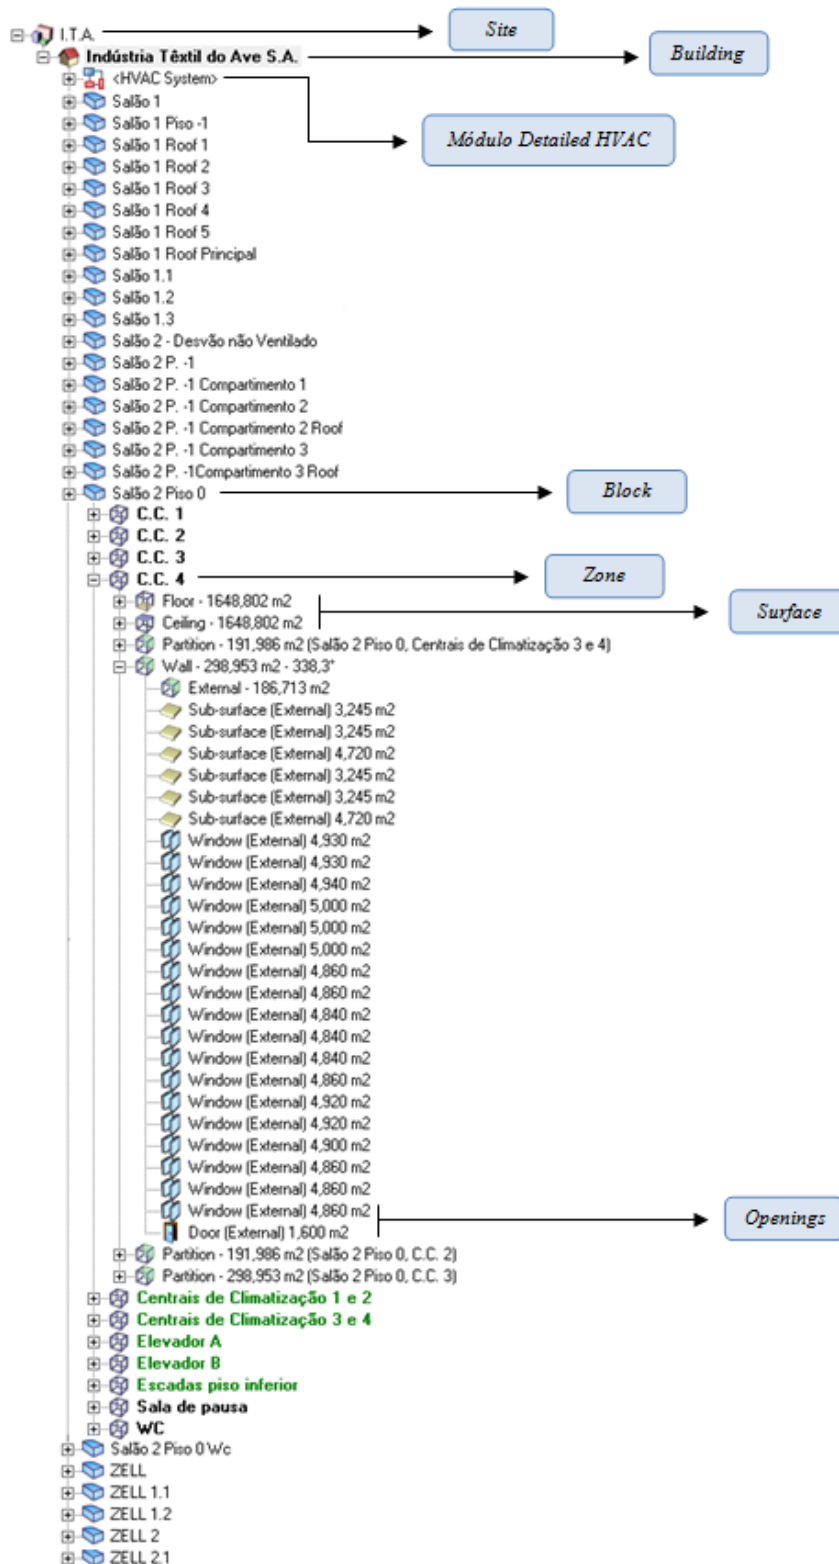 I.T.A.
Site
Indústria Têxtil do Ave S.A.
Building
<HVAC System>
Salão 1
Salão 1 Piso -1
Salão 1 Roof 1
Módulo Detailed HVAC
Salão 1 Roof 2
Salão 1 Roof 3
Salão 1 Roof 4
Salão 1 Roof 5
Salão 1 Roof Principal
Salão 1.1
Salão 1.2
Salão 1.3
Salão 2 - Desvão não Ventilado
Salão 2 P. -1
Salão 2 P. -1 Compartimento 1
Salão 2 P. -1 Compartimento 2
Salão 2 P. -1 Compartimento 2 Roof
Salão 2 P. -1 Compartimento 3
Salão 2 P. -1Compartimento 3 Roof
Salão 2 Piso 0
Block
C.C. 1
C.C. 2
C.C. 3
C.C. 4
Zone
Floor - 1648,802 m2
Ceiling - 1648,802 m2
Surface
Partition - 191,986 m2 (Salão 2 Piso 0, Centrais de Climatização 3 e 4)
Wall - 298,953 m2 - 338,3°
External - 186,713 m2
Sub-surface (External) 3,245 m2
Sub-surface (External) 3,245 m2
Sub-surface (External) 4,720 m2
Sub-surface (External) 3,245 m2
Sub-surface (External) 3,245 m2
Sub-surface (External) 4,720 m2
Window (External) 4,930 m2
Window (External) 4,930 m2
Window (External) 4,940 m2
Window (External) 5,000 m2
Window (External) 5,000 m2
Window (External) 5,000 m2
Window (External) 4,860 m2
Window (External) 4,860 m2
Window (External) 4,840 m2
Window (External) 4,840 m2
Window (External) 4,840 m2
Window (External) 4,860 m2
Window (External) 4,920 m2
Window (External) 4,920 m2
Window (External) 4,900 m2
Window (External) 4,860 m2
Window (External) 4,860 m2
Window (External) 4,860 m2
Openings
Door (External) 1,600 m2
Partition - 191,986 m2 (Salão 2 Piso 0, C.C. 2)
Partition - 298,953 m2 (Salão 2 Piso 0, C.C. 3)
Centrais de Climatização 1 e 2
Centrais de Climatização 3 e 4
Elevador A
Elevador B
Escadas piso inferior
Sala de pausa
WC
Salão 2 Piso 0 Wc
ZELL
ZELL 1.1
ZELL 1.2
ZELL 2
ZELL 2.1